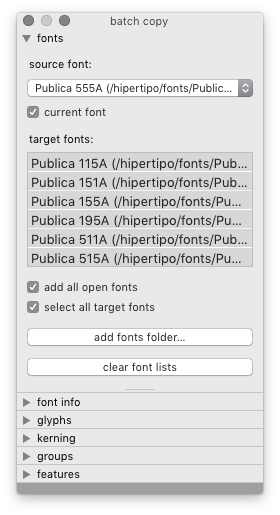 batch copy
fonts
source font:
Publica 555A (/hipertipo/fonts/Public...
current font
target fonts:
Publica 115A (/hipertipo/fonts/Pub...
Publica 151A (/hipertipo/fonts/Pub...
Publica 155A (/hipertipo/fonts/Pu...
Publica 195A (/hipertipo/fonts/Pu...
Publica 511A (/hipertipo/fonts/Pub...
Publica 515A (/hipertipo/fonts/Pu...
add all open fonts
select all target fonts
add fonts folder...
clear font lists
font info
glyphs
kerning
groups
features